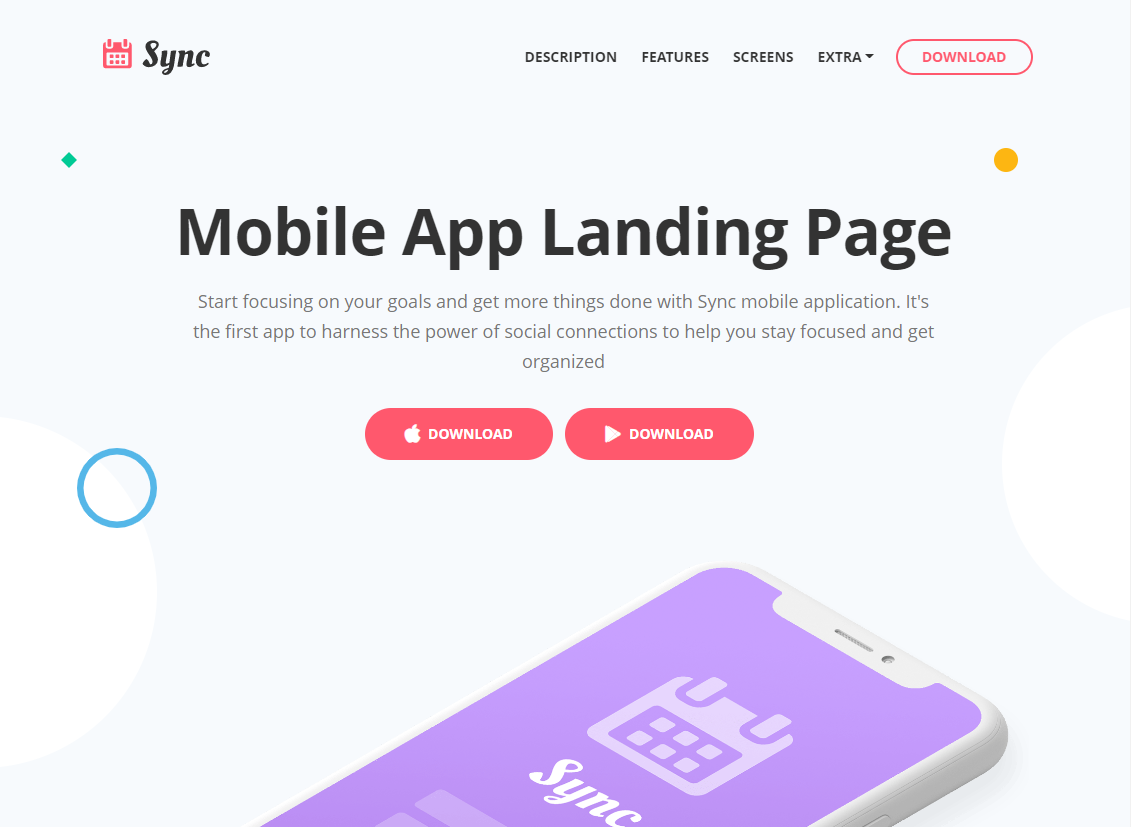 Sync
DESCRIPTION
FEATURES
SCREENS
EXTRA
DOWNLOAD
Mobile App Landing Page
Start focusing on your goals and get more things done with Sync mobile application. It's
the first app to harness the power of social connections to help you stay focused and get
organized
DOWNLOAD
DOWNLOAD
Sync